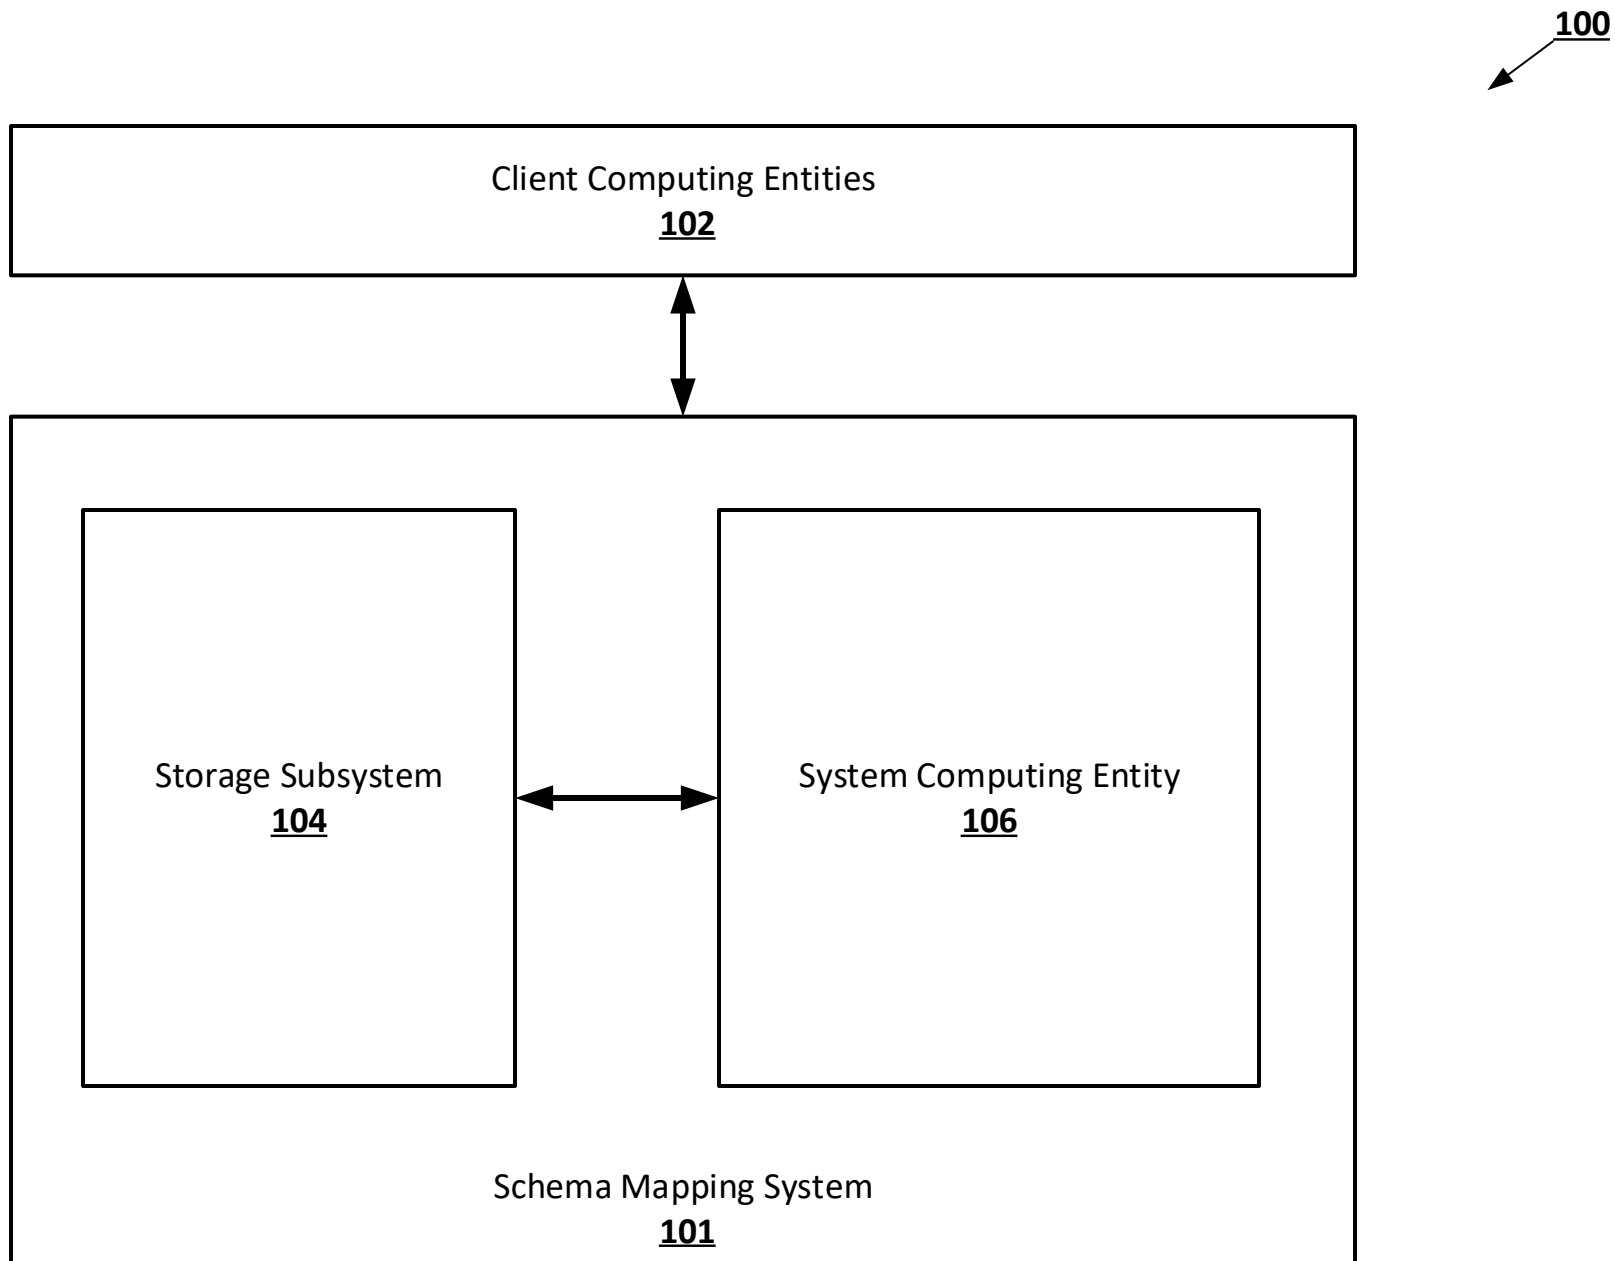 100
Client Computing Entities
102
Storage Subsystem
104
System Computing Entity
106
Schema Mapping System
101